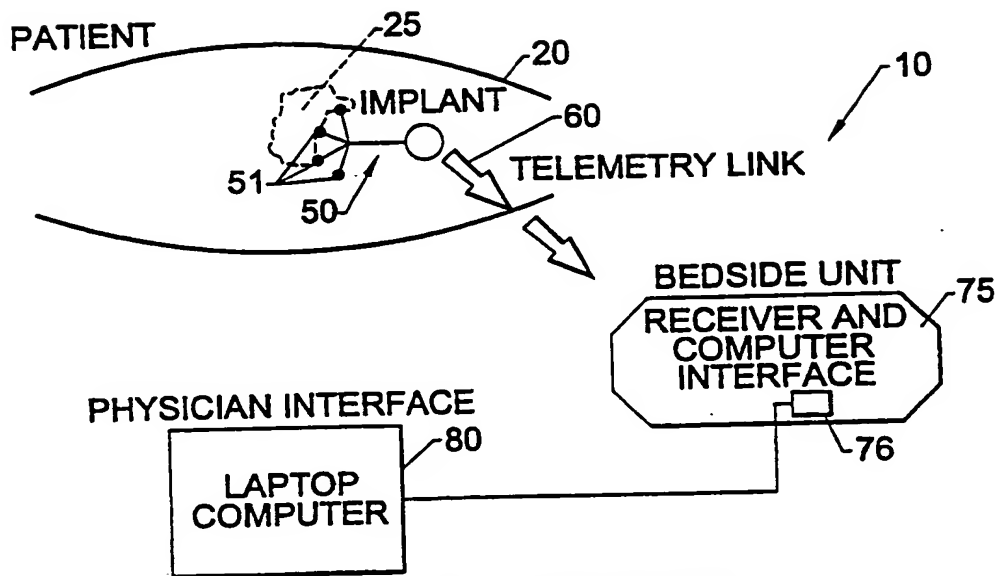 PATIENT
25
20
10
IMPLANT
60
51
50
TELEMETRY LINK
BEDSIDE UNIT
75
RECEIVER AND
COMPUTER
INTERFACE
76
PHYSICIAN INTERFACE
80
LAPTOP
COMPUTER